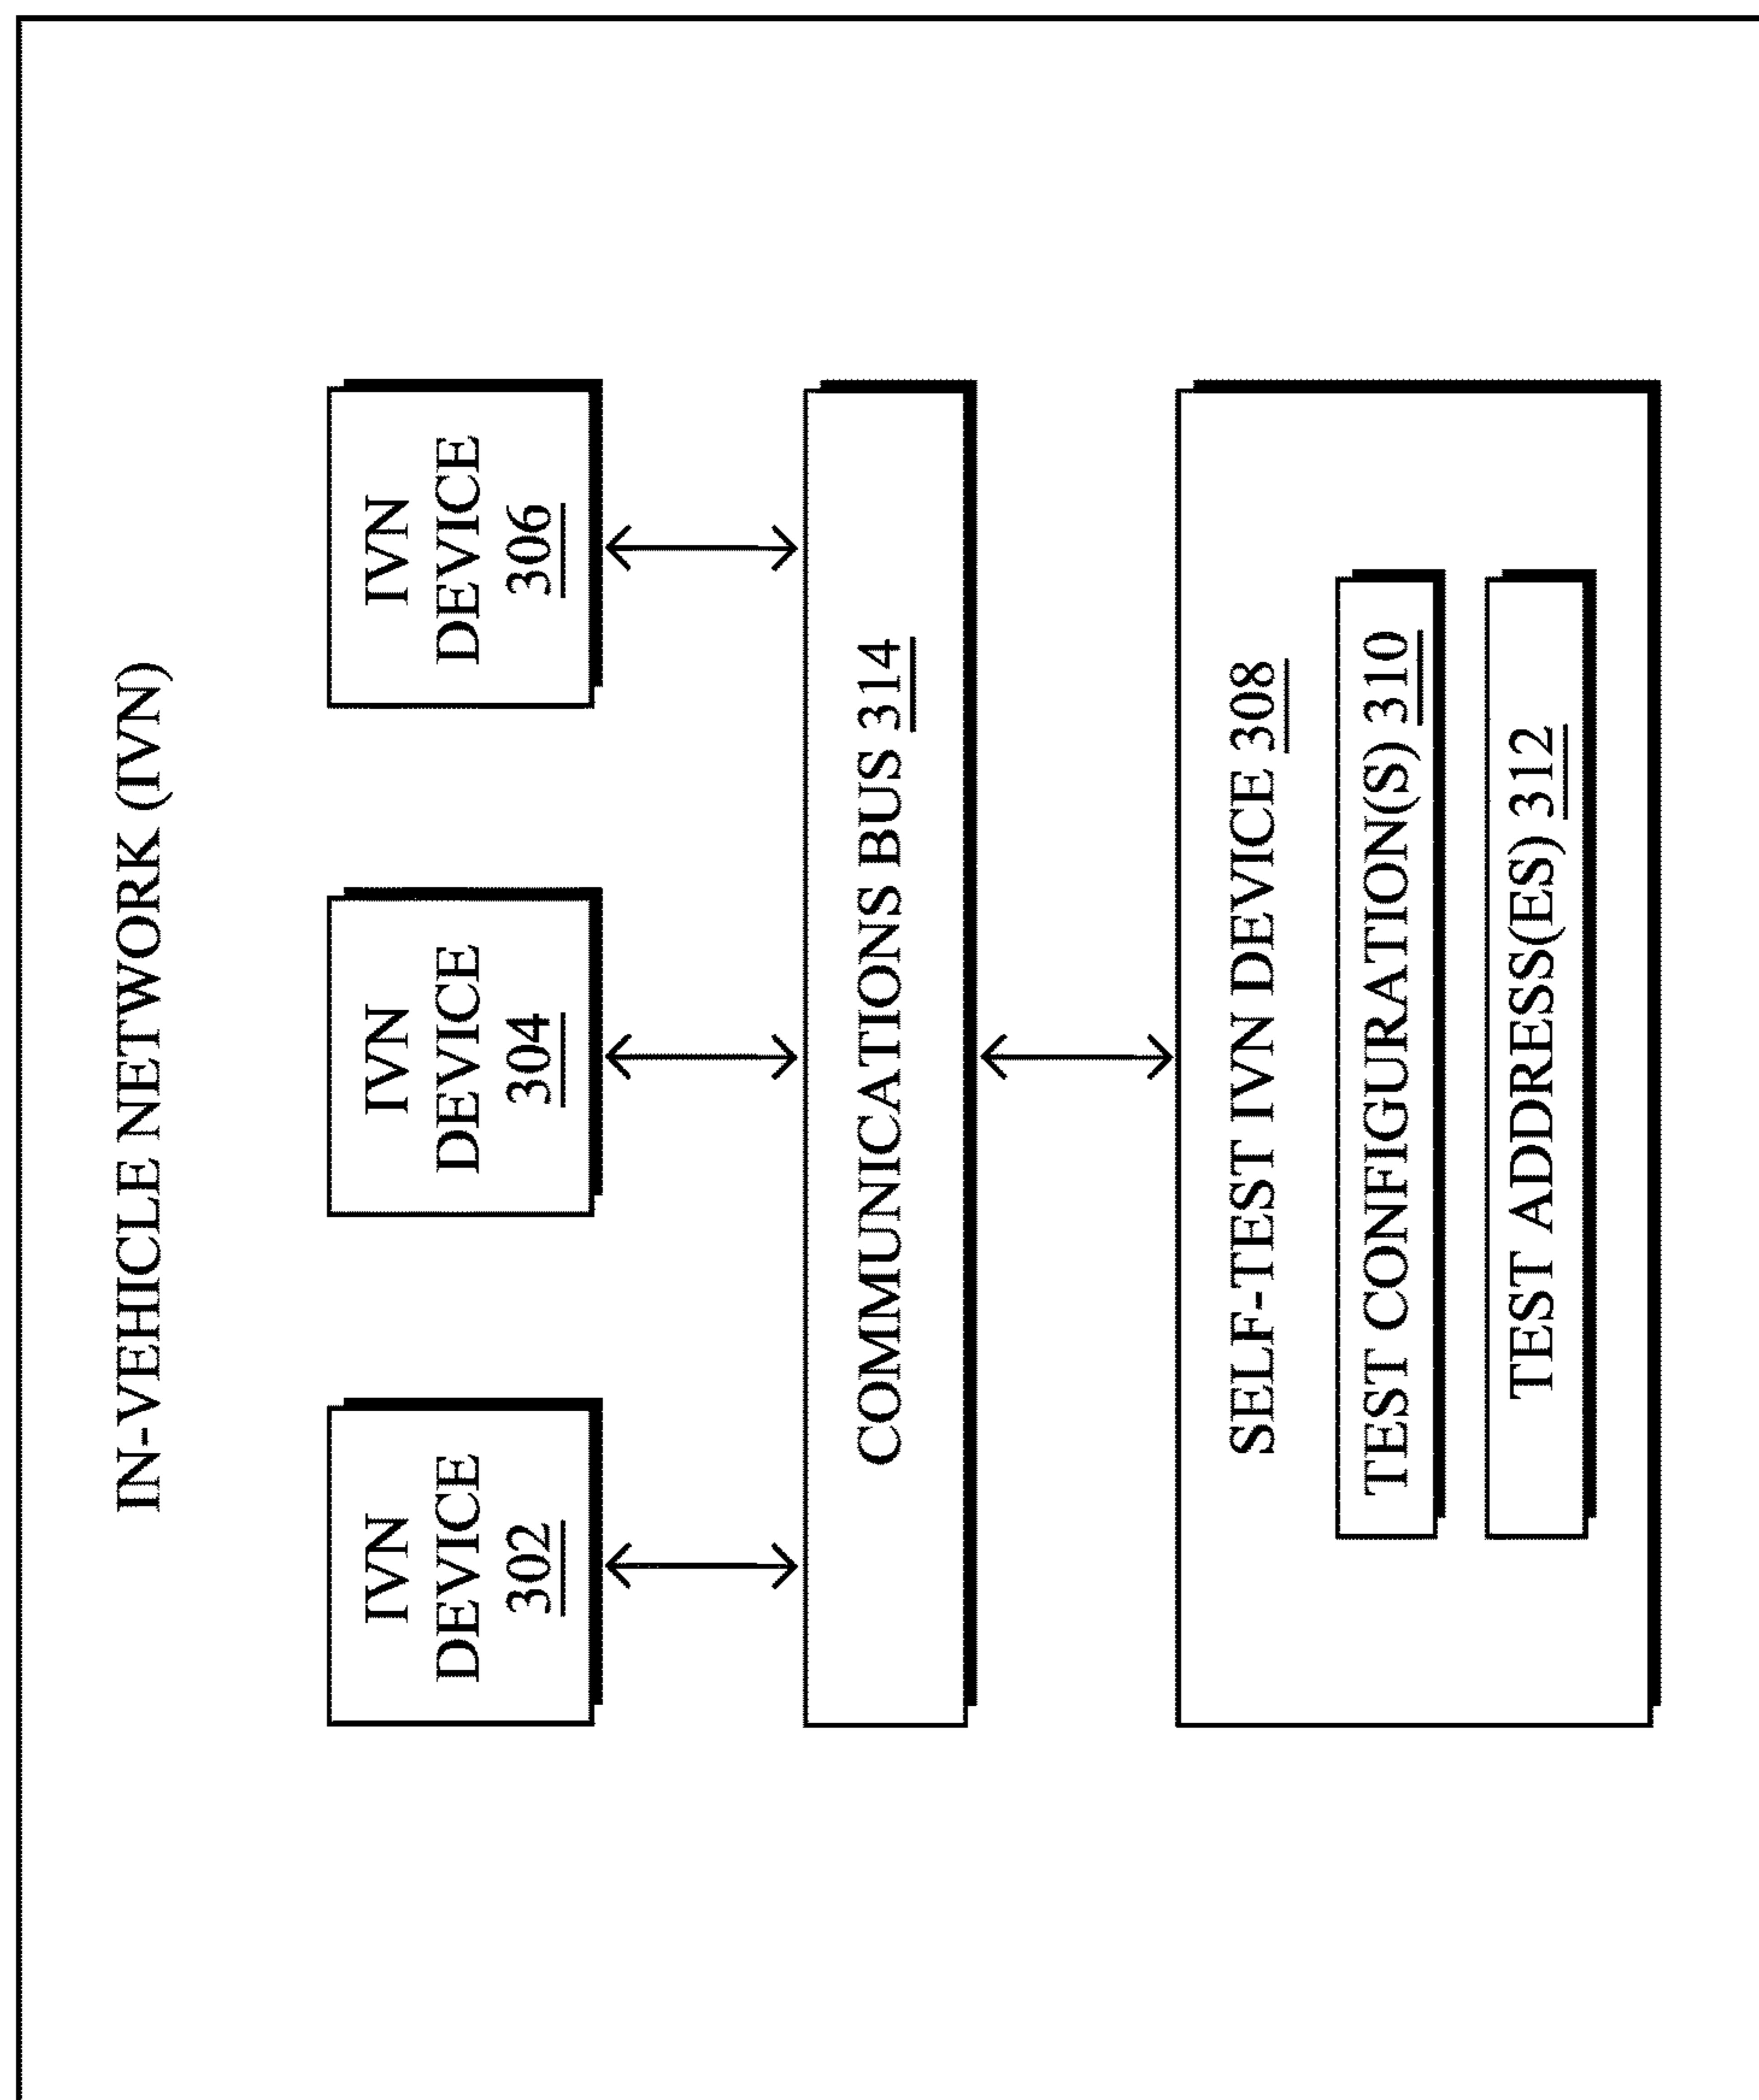 IN-VEHICLE NETWORK (IVN)
IVN
DEVICE
302
IVN
DEVICE
304
IVN
DEVICE
306
COMMUNICATIONS BUS 314
SELF-TEST IVN DEVICE 308
TEST CONFIGURATION(S) 310
TEST ADDRESS(ES) 312